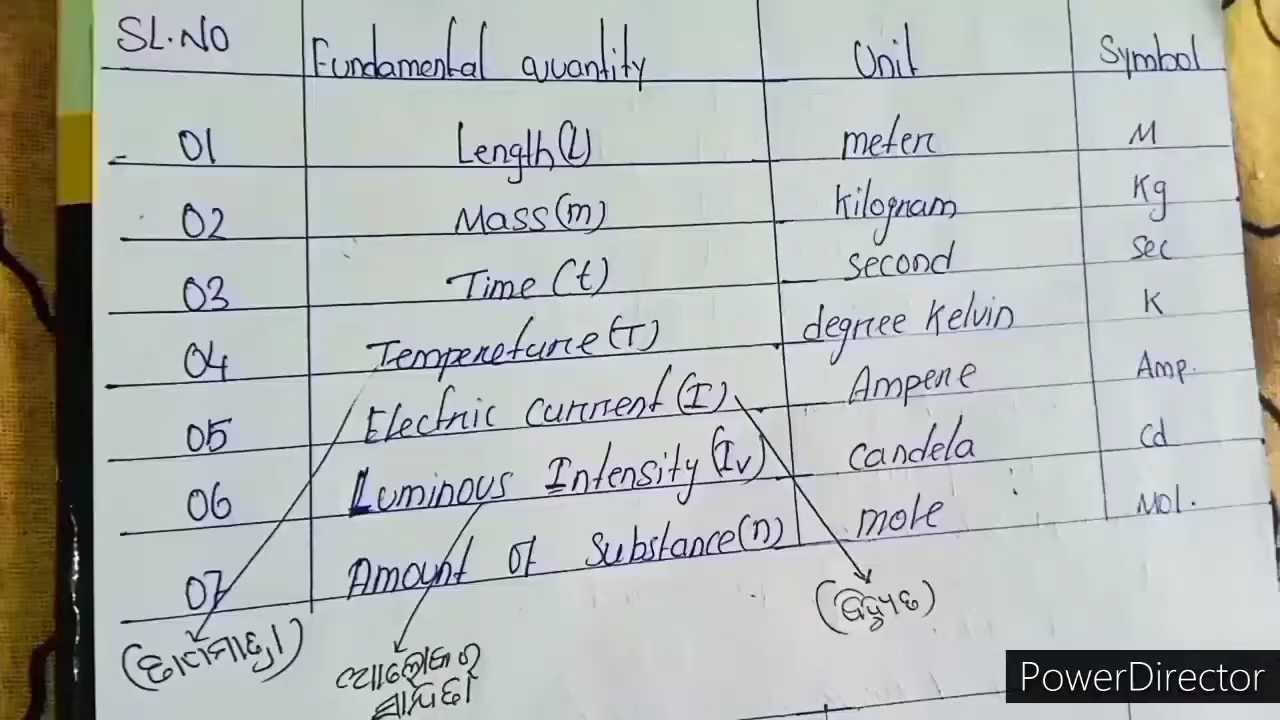 SL.NO Fundamental quantity Unit Symbol
01 Length(L) meter M
02 Mass(m) kilogram Kg
03 Time (t) second Sec
04 Tempereture(T) degree Kelvin K
05 Electric Current(I) Ampere Amp.
06 Luminous Intensity(Iv) candela Cd
07 Amount of Substance(n) mole Mol.
PowerDirector